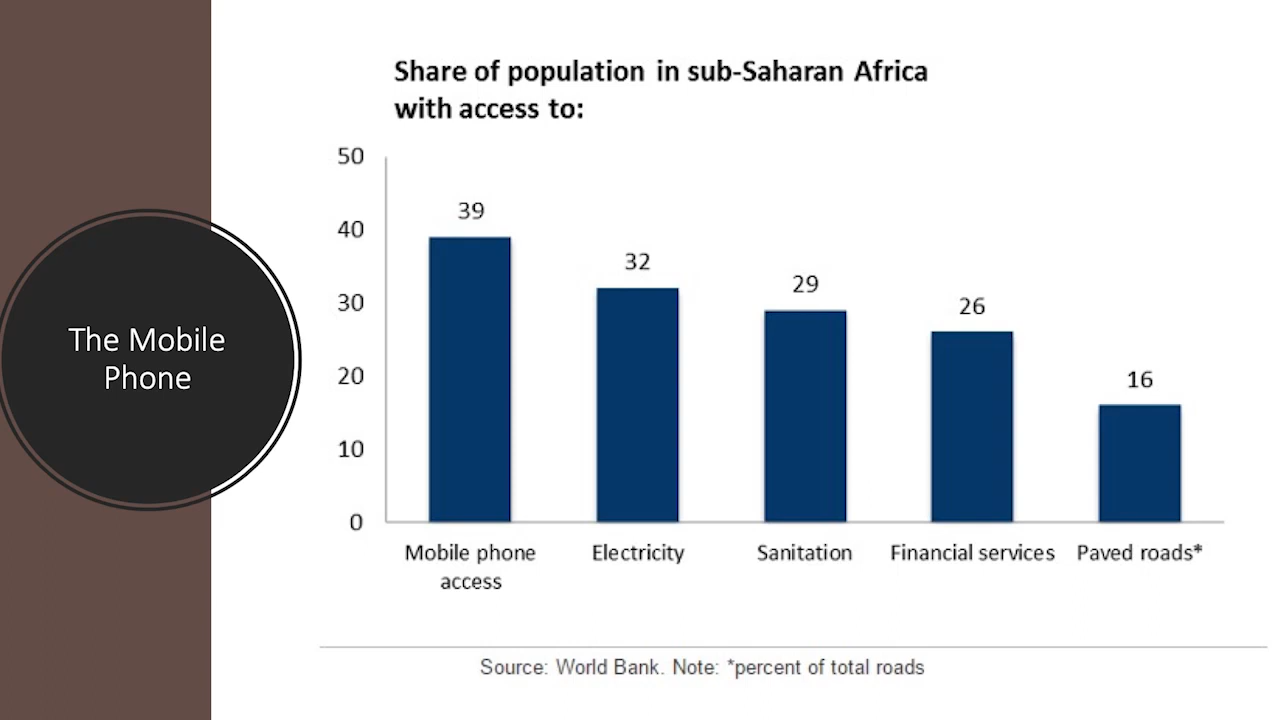 The Mobile
Phone
Share of population in sub-Saharan Africa
with access to:
50
40
30
20
10
0
39
32
29
26
16
Mobile phone
access
Electricity
Sanitation
Financial services
Paved roads*
Source: World Bank. Note: *percent of total roads